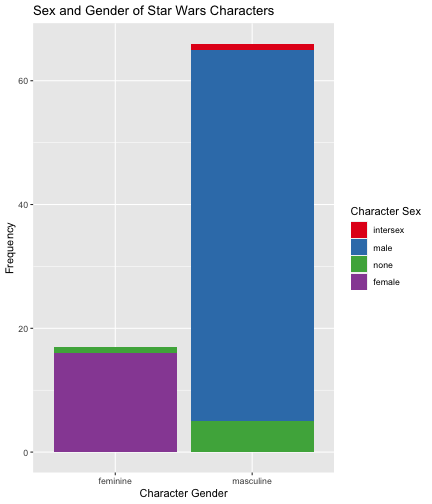 Sex and Gender of Star Wars Characters
Frequency
60
40
20
0
feminine
masculine
Character Gender
Character Sex
intersex
male
none
female